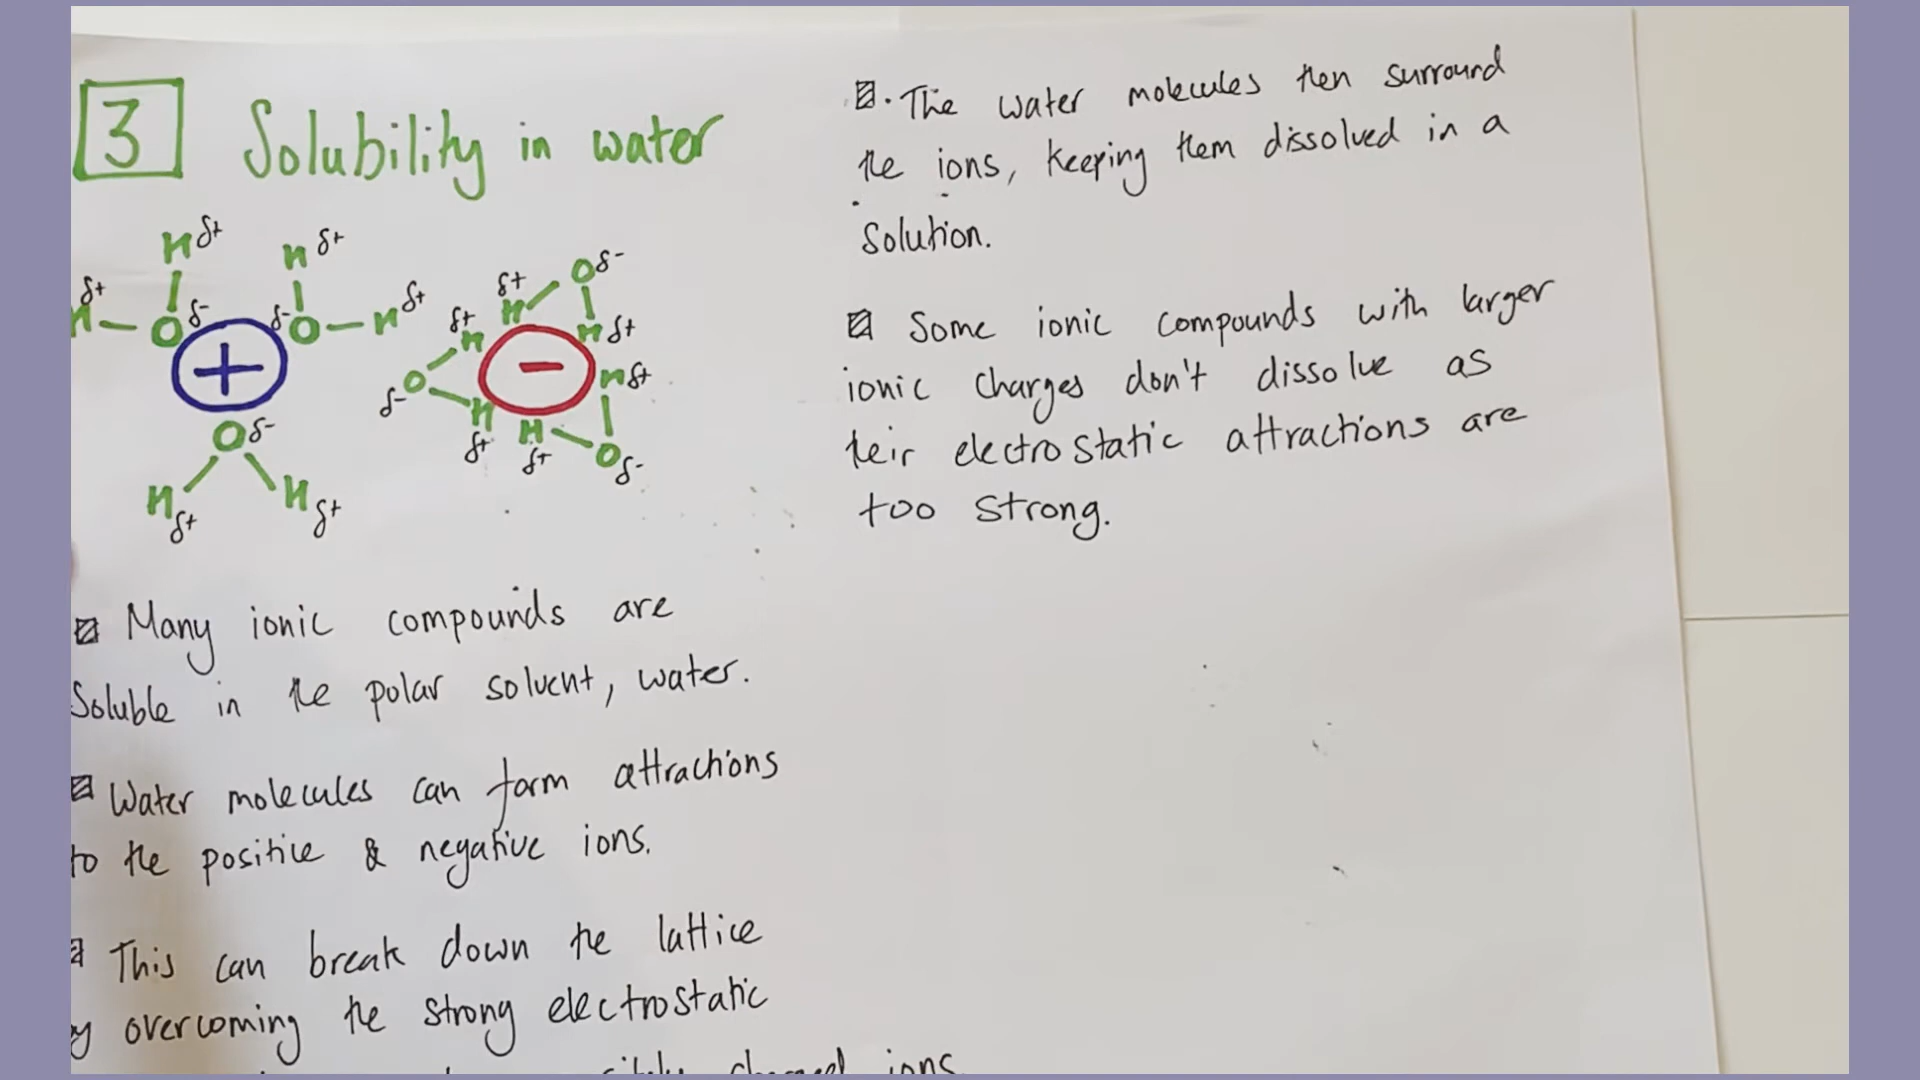 3 Solubility in water
Hδ+
H δ+
δ+
H O δ-
δ- O H δ+
+
O δ-
H δ+
H δ+
δ+ H O δ-
δ+ H
H δ+
-
H δ+
δ- O
H δ+
H δ+
O δ-
Many ionic compounds are
Soluble in the polar solvent, water.
Water molecules can form attractions
to the positive & negative ions.
This can break down the lattice
overcoming the strong electrostatic
charged ions
. The water molecules then surround
the ions, keeping them dissolved in a
Solution.
Some ionic compounds with larger
ionic charges don't dissolve as
their electrostatic attractions are
too strong.